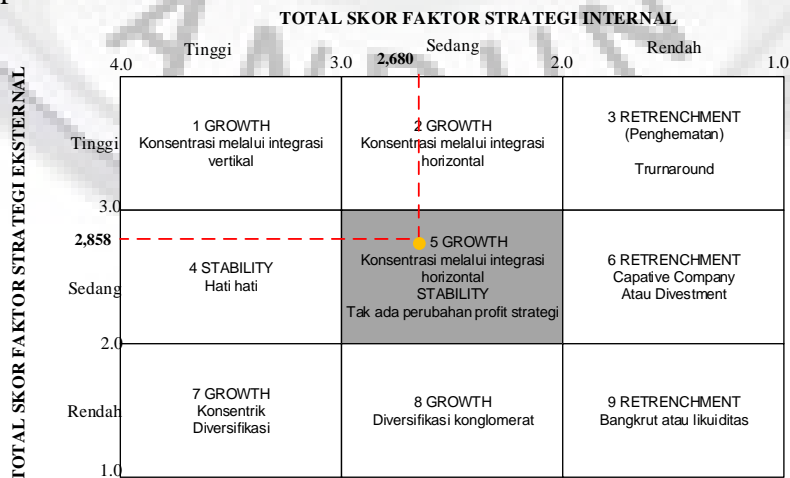 TOTAL SKOR FAKTOR STRATEGI INTERNAL
Tinggi
Sedang
Rendah
4.0
3.0
2,680
2.0
1.0
TOTAL SKOR FAKTOR STRATEGI EKSTERNAL
Tinggi
1 GROWTH
Konsentrasi melalui integrasi
vertikal
2 GROWTH
Konsentrasi melalui integrasi
horizontal
3 RETRENCHMENT
(Penghematan)
Trurnaround
3.0
2,858
Sedang
4 STABILITY
Hati hati
5 GROWTH
Konsentrasi melalui integrasi
horizontal
STABILITY
Tak ada perubahan profit strategi
6 RETRENCHMENT
Capative Company
Atau Divestment
2.0
Rendah
7 GROWTH
Konsentrik
Diversifikasi
8 GROWTH
Diversifikasi konglomerat
9 RETRENCHMENT
Bangkrut atau likuiditas
1.0